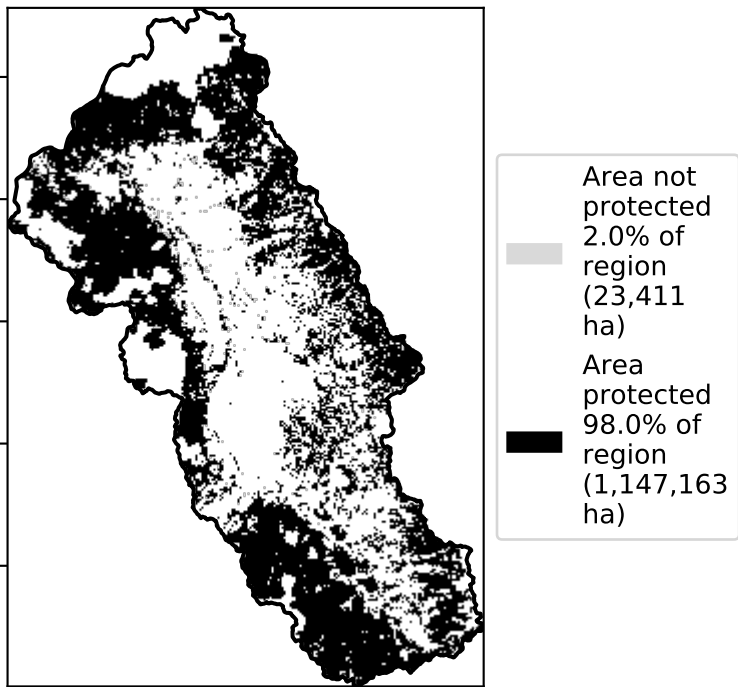 Area not
protected
2.0% of
region
(23,411
ha)
Area
protected
98.0% of
region
(1,147,163
ha)